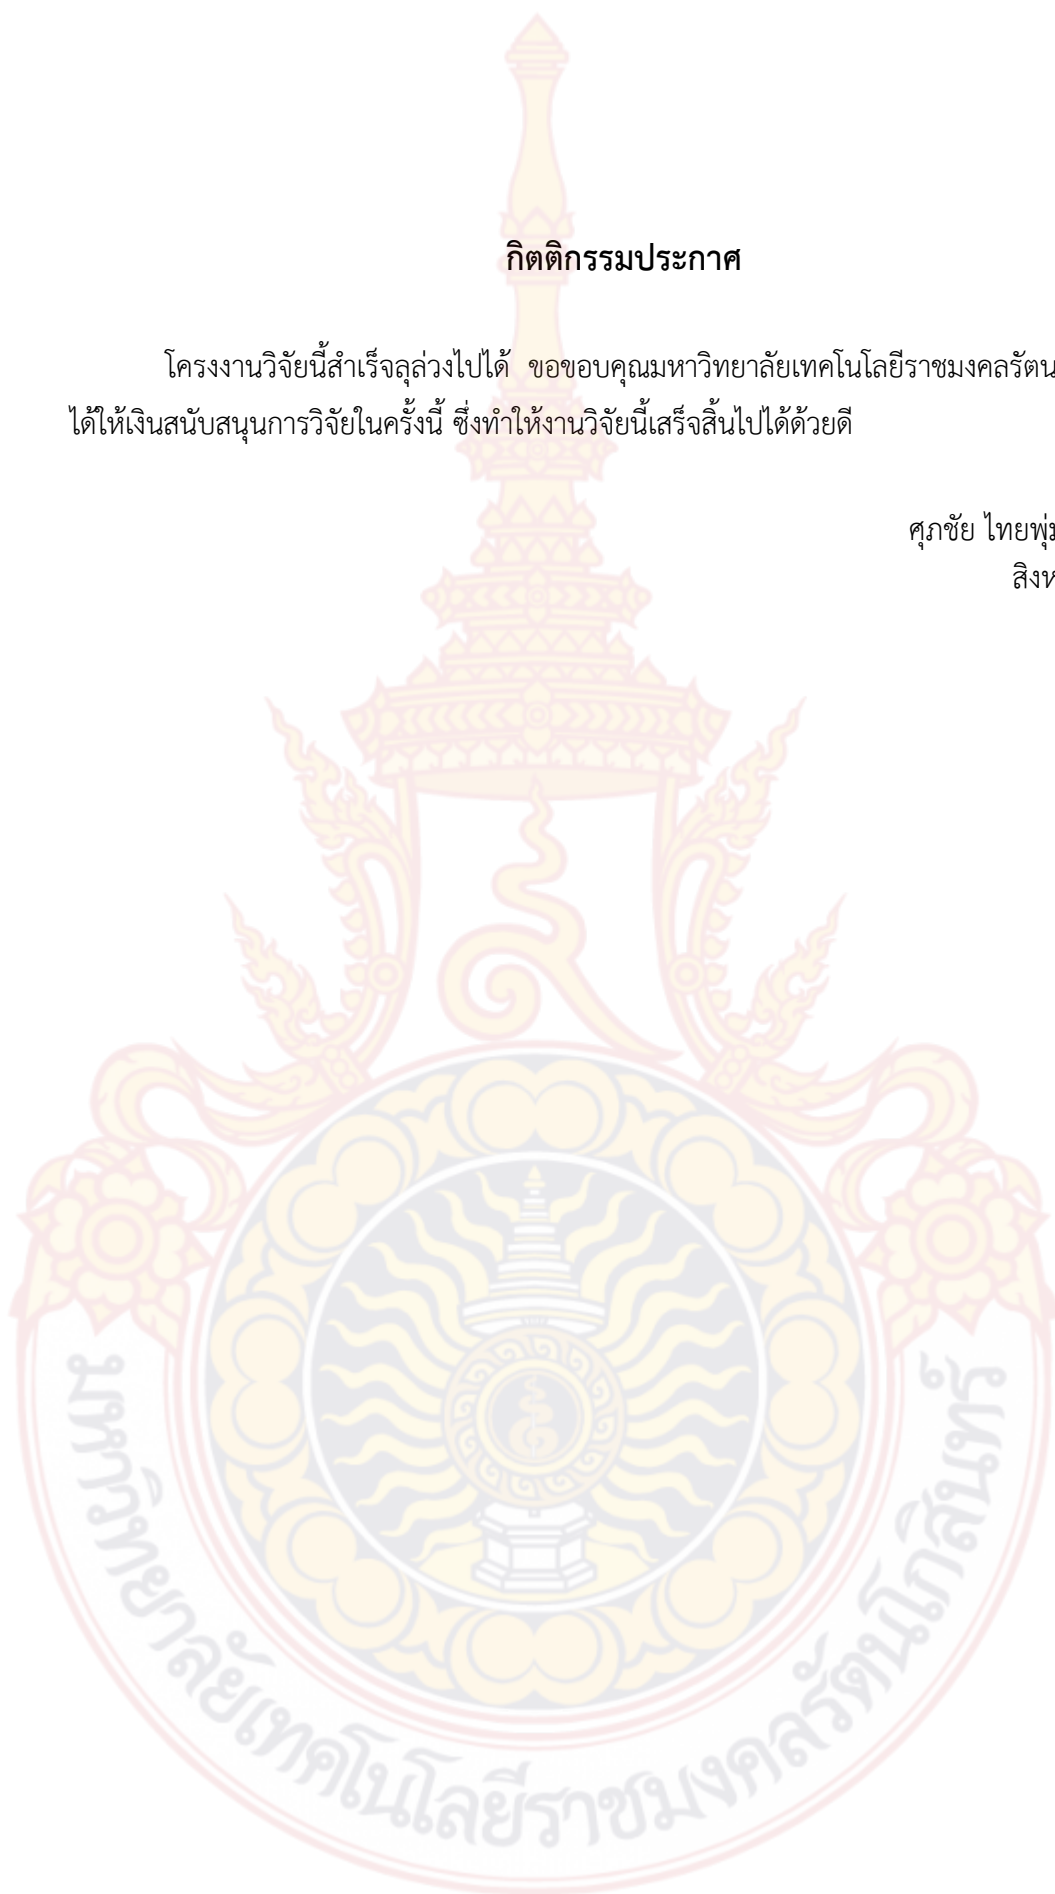 กิตติกรรมประกาศ
โครงงานวิจัยนี้สำเร็จลุล่วงไปได้ ขอขอบคุณมหาวิทยาลัยเทคโนโลยีราชมงคลรัตน
ได้ให้เงินสนับสนุนการวิจัยในครั้งนี้ ซึ่งทำให้งานวิจัยนี้เสร็จสิ้นไปได้ด้วยดี
ศุภชัย ไทยพุ่ม
สิงห
มหาวิทยาลัยเทคโนโลยีราชมงคลรัตนโกสินทร์